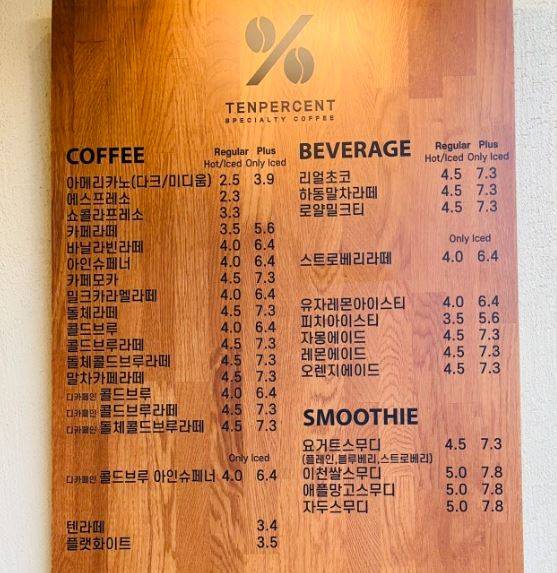 TENPERCENT
SPECIALTY COFFEE
COFFEE
Regular Plus
Hot/Iced Only Iced
아메리카노(다크/미디움) 2.5 3.9
에스프레소 2.3
쇼콜라프레소 3.3
카페라떼 3.5 5.6
바닐라빈라떼 4.0 6.4
아인슈페너 4.0 6.4
카페모카 4.5 7.3
밀크카라멜라떼 4.0 6.4
돌체라떼 4.5 7.3
콜드브루 4.0 6.4
콜드브루라떼 4.5 7.3
돌체콜드브루라떼 4.5 7.3
말차카페라떼 4.5 7.3
디카페인 콜드브루 4.0 6.4
디카페인 콜드브루라떼 4.5 7.3
디카페인 돌체콜드브루라떼 4.5 7.3
Only Iced
디카페인 콜드브루 아인슈페너 4.0 6.4
텐라떼 3.4
플랫화이트 3.5
BEVERAGE
Regular Plus
Hot/Iced Only Iced
리얼초코 4.5 7.3
하동말차라떼 4.5 7.3
로얄밀크티 4.5 7.3
Only Iced
스트로베리라떼 4.0 6.4
유자레몬아이스티 4.0 6.4
피치아이스티 3.5 5.6
자몽에이드 4.5 7.3
레몬에이드 4.5 7.3
오렌지에이드 4.5 7.3
SMOOTHIE
요거트스무디 4.5 7.3
(플레인,블루베리,스트로베리)
이천쌀스무디 5.0 7.8
애플망고스무디 5.0 7.8
자두스무디 5.0 7.8